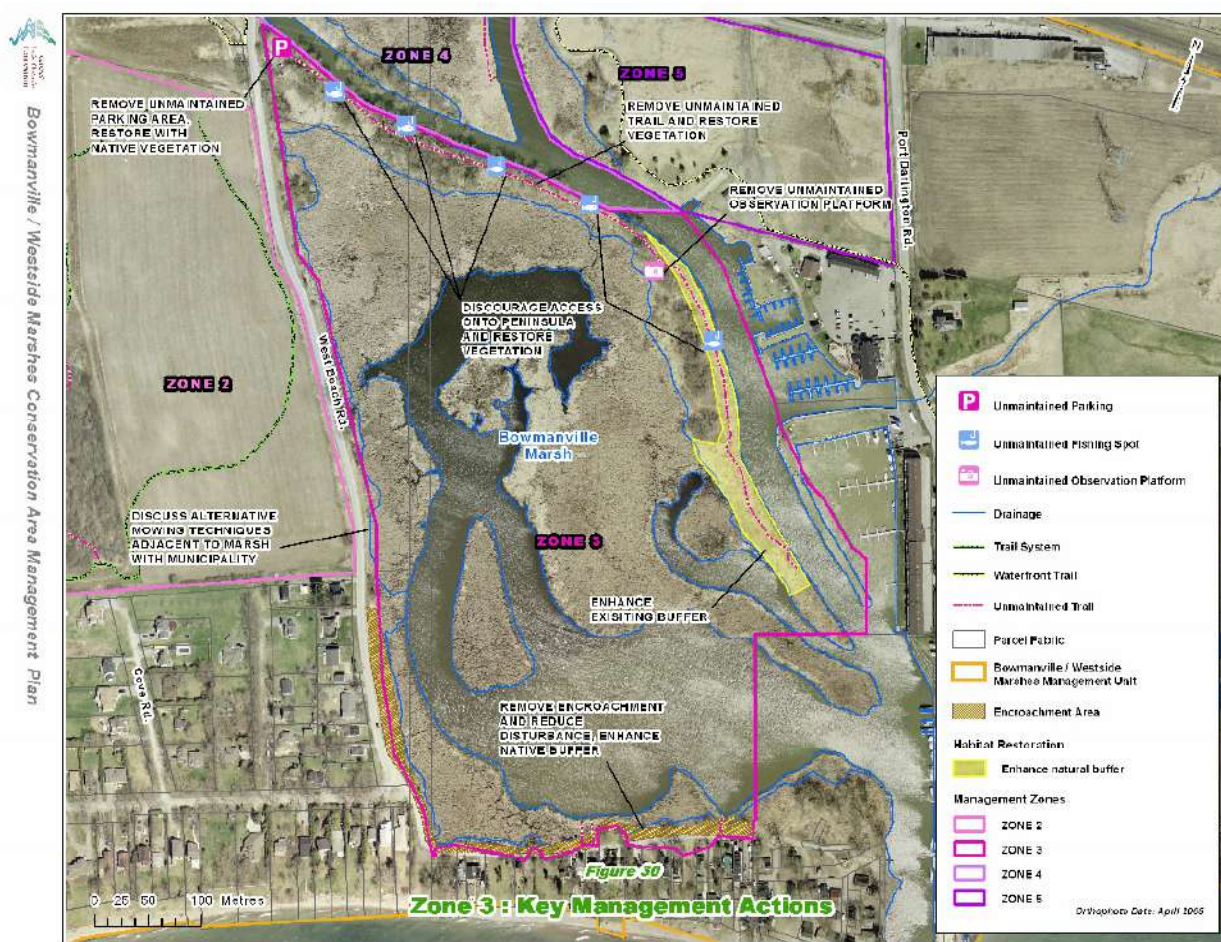 Bowmanville / Westside Marshes Conservation Area Management Plan
P
ZONE 4
ZONE 5
N
REMOVE UNMAINTAINED
PARKING AREA,
RESTORE WITH
NATIVE VEGETATION
REMOVE UNMAINTAINED
TRAIL AND RESTORE
VEGETATION
REMOVE UNMAINTAINED
OBSERVATION PLATFORM
Port Darlington Rd.
DISCOURAGE ACCESS
ONTO PENINSULA
AND RESTORE
VEGETATION
West Beach Rd.
ZONE 2
Bowmanville
Marsh
DISCUSS ALTERNATIVE
MOWING TECHNIQUES
ADJACENT TO MARSH
WITH MUNICIPALITY
ZONE 3
ENHANCE
EXISITING BUFFER
Cove Rd.
REMOVE ENCROACHMENT
AND REDUCE
DISTURBANCE, ENHANCE
NATIVE BUFFER
P Unmaintained Parking
Unmaintained Fishing Spot
Unmaintained Observation Platform
Drainage
Trail System
Waterfront Trail
Unmaintained Trail
Parcel Fabric
Bowmanville / Westside
Marshes Management Unit
Encroachment Area
Habitat Restoration
Enhance natural buffer
Management Zones
ZONE 2
ZONE 3
ZONE 4
ZONE 5
Orthophoto Date: April 2005
0 25 50 100 Metres
Figure 30
Zone 3 : Key Management Actions